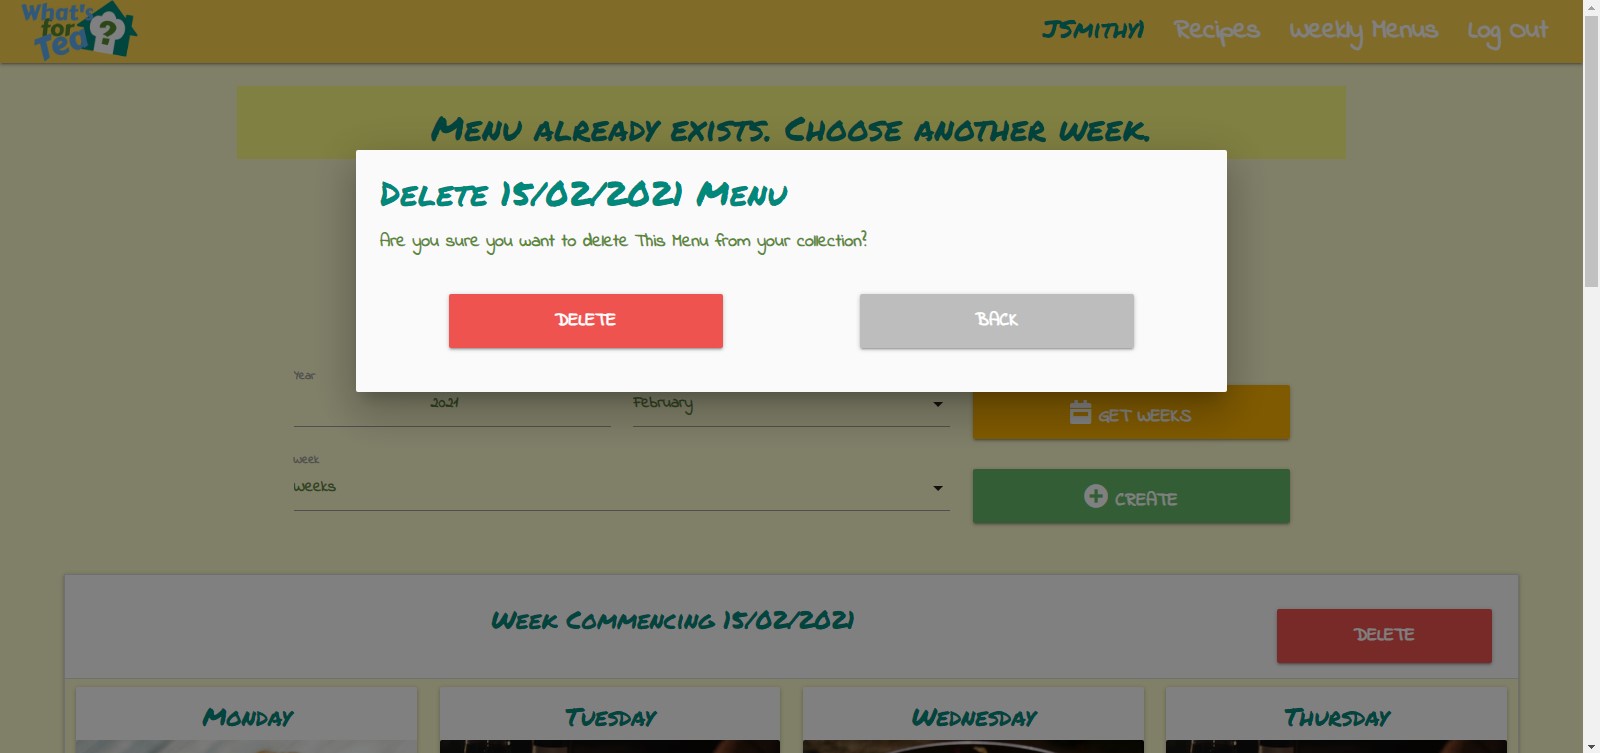 What's
for
Tea
?
JSmithy1 Recipes Weekly Menus Log Out
Menu already exists. Choose another week.
Delete 15/02/2021 Menu
Are you sure you want to delete This Menu from your collection?
DELETE BACK
Year
2021 February GET WEEKS
Week
Weeks CREATE
Week Commencing 15/02/2021 DELETE
Monday Tuesday Wednesday Thursday